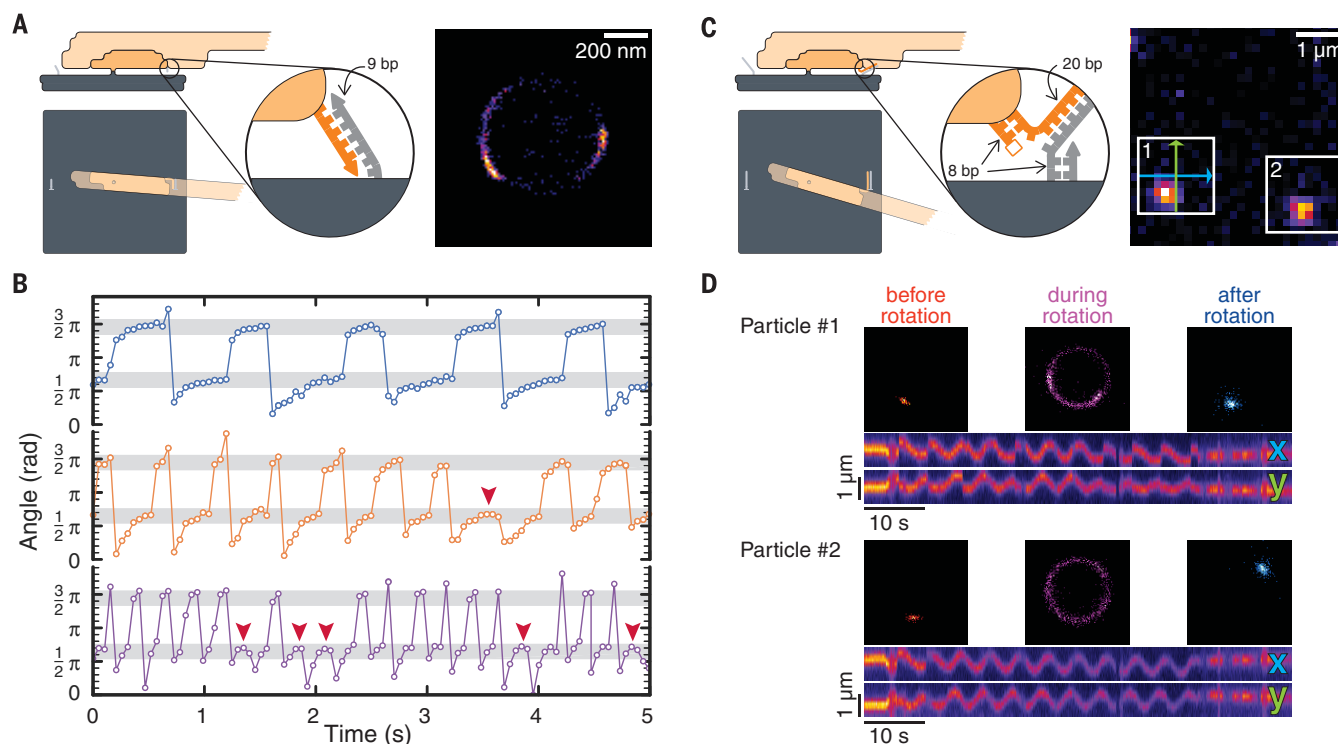 A
9 bp
200 nm
B
Angle (rad)
3/2 π
π
1/2 π
0
3/2 π
π
1/2 π
0
3/2 π
π
1/2 π
0
0 1 2 3 4 5
Time (s)
C
20 bp
8 bp
1 μm
1
2
D
before rotation
during rotation
after rotation
Particle #1
x
y
1 μm
10 s
Particle #2
x
y
1 μm
10 s